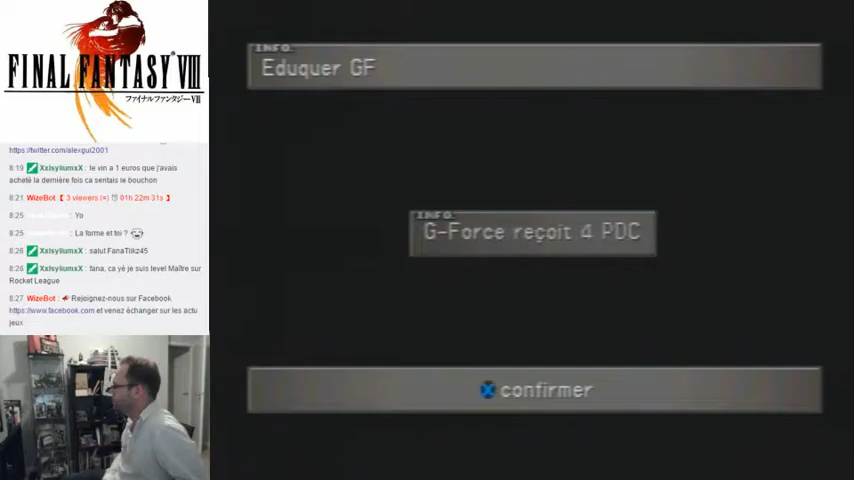 FINAL FANTASY VIII
ファイナルファンタジーVII
https://twitter.com/alexgui2001
8:19 XxlsyliumxX : le vin a 1 euros que j'avais
acheté la dernière fois ca sentais le bouchon
8:21 WizeBot 【 3 viewers (=) 01h 22m 31s 】
8:25 : Yo
8:25 : La forme et toi ?
8:26 XxlsyliumxX : salut FanaTikz45
8:26 XxlsyliumxX : fana, ca yé je suis level Maître sur
Rocket League
8:27 WizeBot : Rejoignez-nous sur Facebook
https://www.facebook.com et venez échanger sur les actu
jeux
INFO.
Eduquer GF
INFO.
G-Force reçoit 4 PDC
confirmer